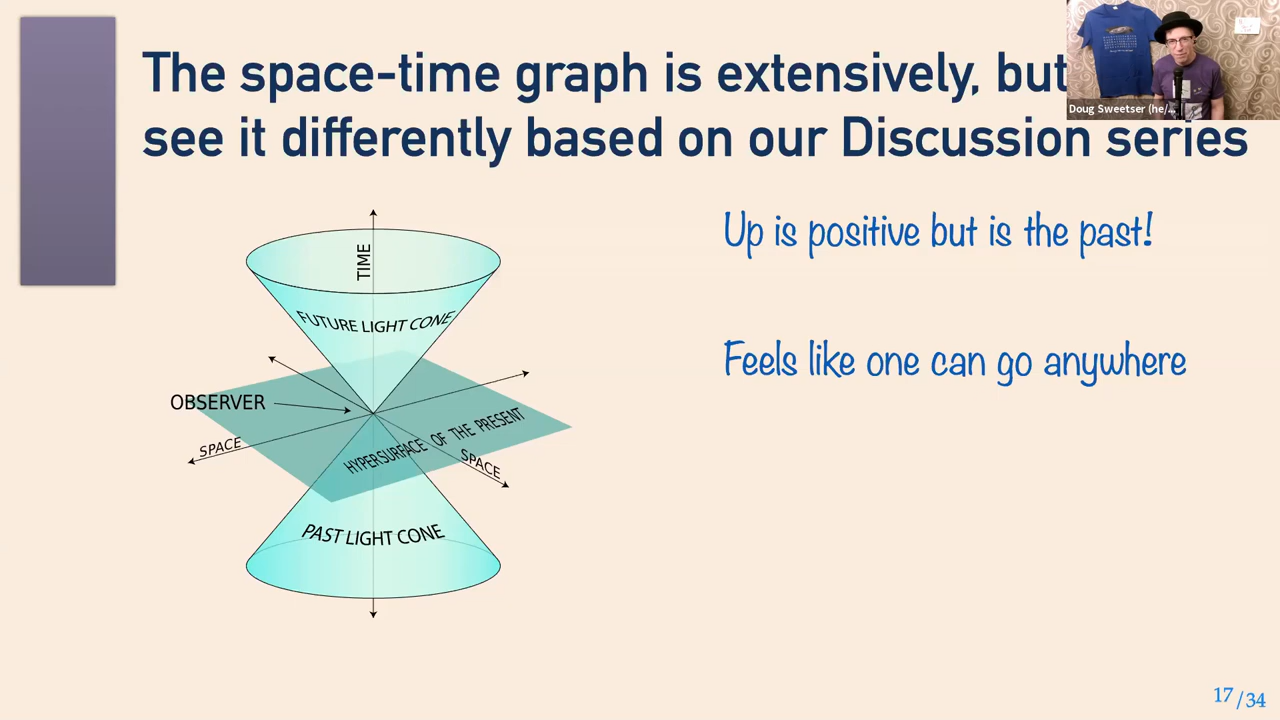 The space-time graph is extensively, but
see it differently based on our Discussion series
Doug Sweetser (he/...
Up is positive but is the past!
Feels like one can go anywhere
TIME
FUTURE LIGHT CONE
OBSERVER
SPACE
HYPERSURFACE OF THE PRESENT
SPACE
PAST LIGHT CONE
17/34